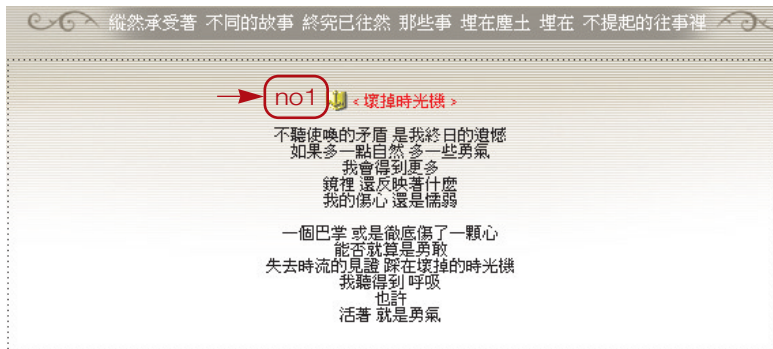 縱然承受著 不同的故事 終究已往然 那些事 埋在塵土 埋在 不提起的往事裡
no1 < 壞掉時光機 >
不聽使喚的矛盾 是我終日的遺憾
如果多一點自然 多一些勇氣
我會得到更多
鏡裡 還反映著什麼
我的傷心 還是懦弱
一個巴掌 或是徹底傷了一顆心
能否就算是勇敢
失去時流的見證 踩在壞掉的時光機
我聽得到 呼吸
也許
活著 就是勇氣